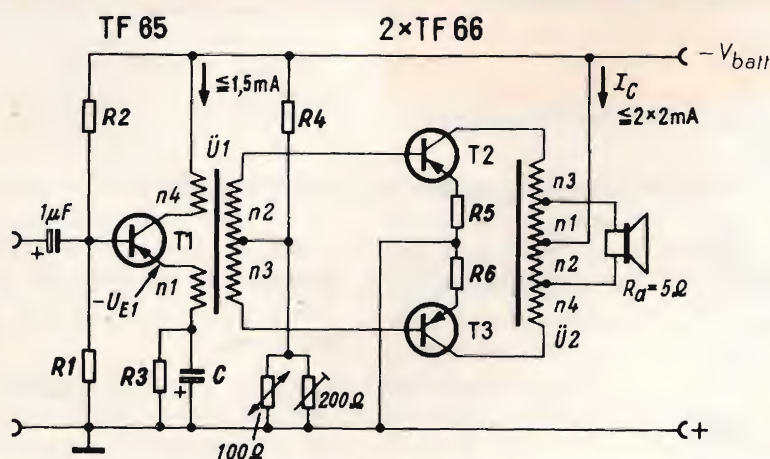 TF 65
2×TF 66
≦1,5mA
−V_batt
I_C
≦2×2mA
R2
Ü1
R4
T2
n4
n3
1μF
n2
R5
n1
T1
n3
R6
n2
−U_E1
n1
n4
R_a=5Ω
T3
Ü2
R1
R3
C
200Ω
100Ω
+
+
+